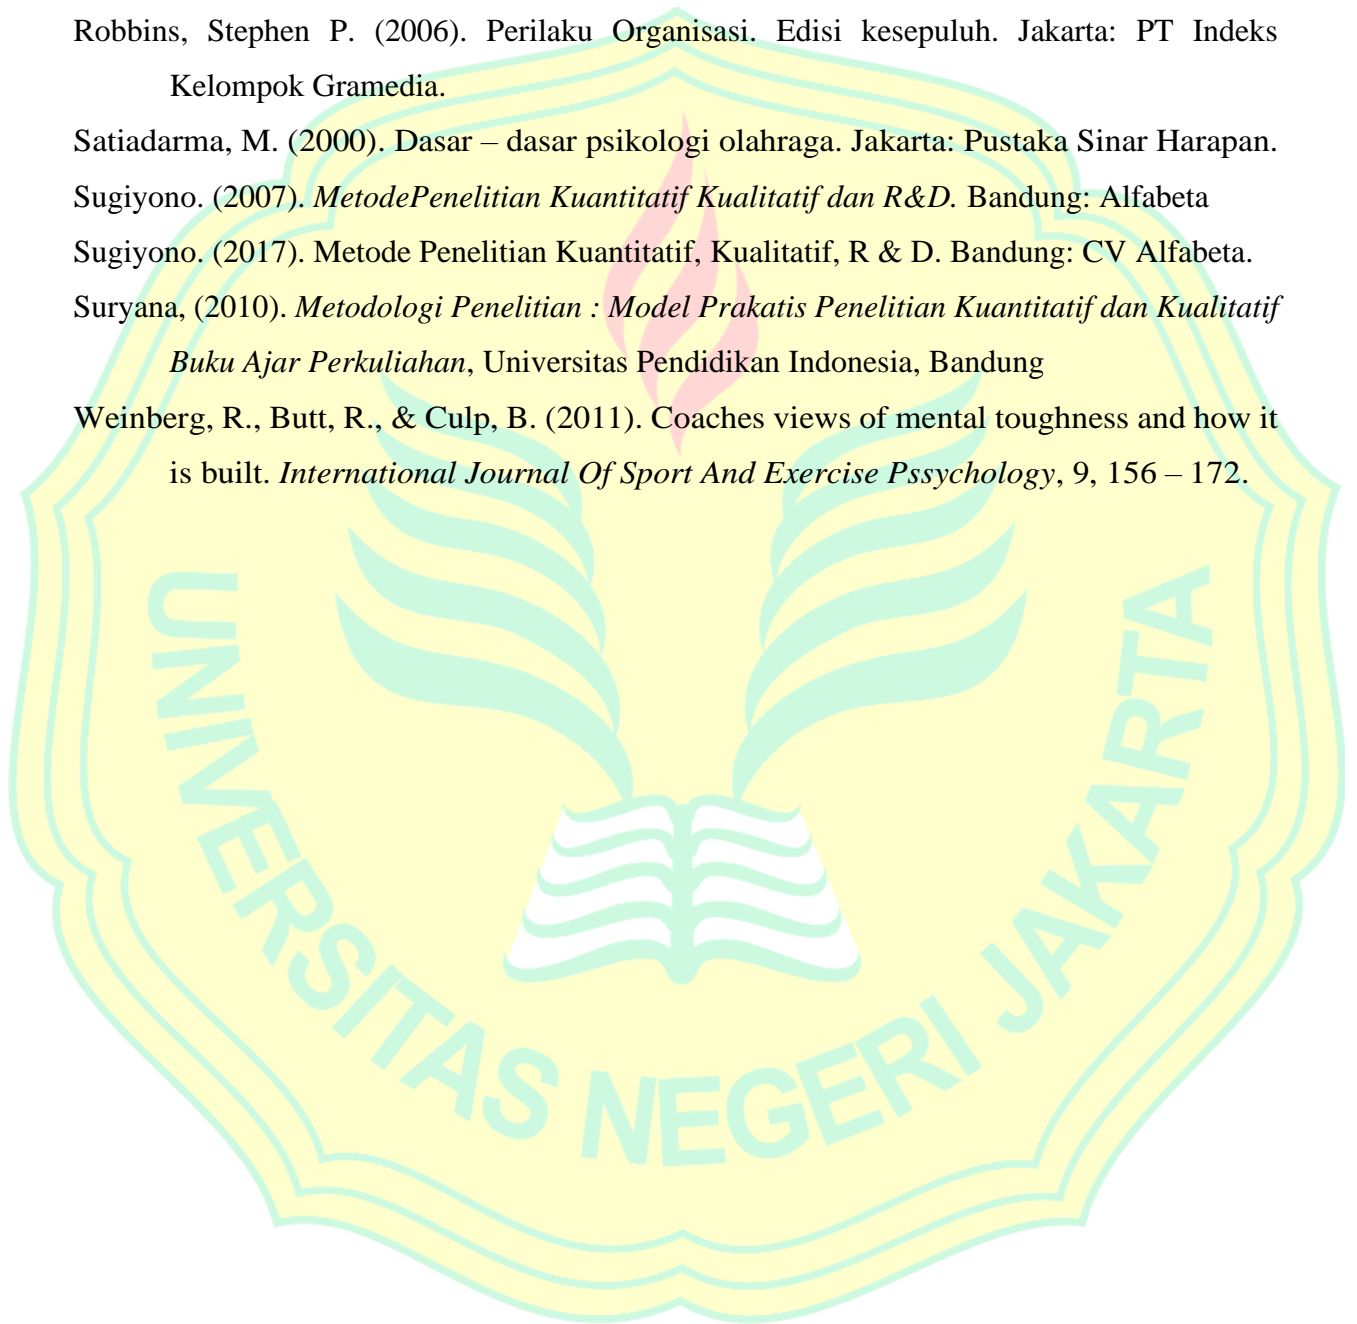 Robbins, Stephen P. (2006). Perilaku Organisasi. Edisi kesepuluh. Jakarta: PT Indeks
Kelompok Gramedia.
Satiadarma, M. (2000). Dasar – dasar psikologi olahraga. Jakarta: Pustaka Sinar Harapan.
Sugiyono. (2007). MetodePenelitian Kuantitatif Kualitatif dan R&D. Bandung: Alfabeta
Sugiyono. (2017). Metode Penelitian Kuantitatif, Kualitatif, R & D. Bandung: CV Alfabeta.
Suryana, (2010). Metodologi Penelitian : Model Prakatis Penelitian Kuantitatif dan Kualitatif
Buku Ajar Perkuliahan, Universitas Pendidikan Indonesia, Bandung
Weinberg, R., Butt, R., & Culp, B. (2011). Coaches views of mental toughness and how it
is built. International Journal Of Sport And Exercise Pssychology, 9, 156 – 172.
UNIVERSITAS NEGERI JAKARTA